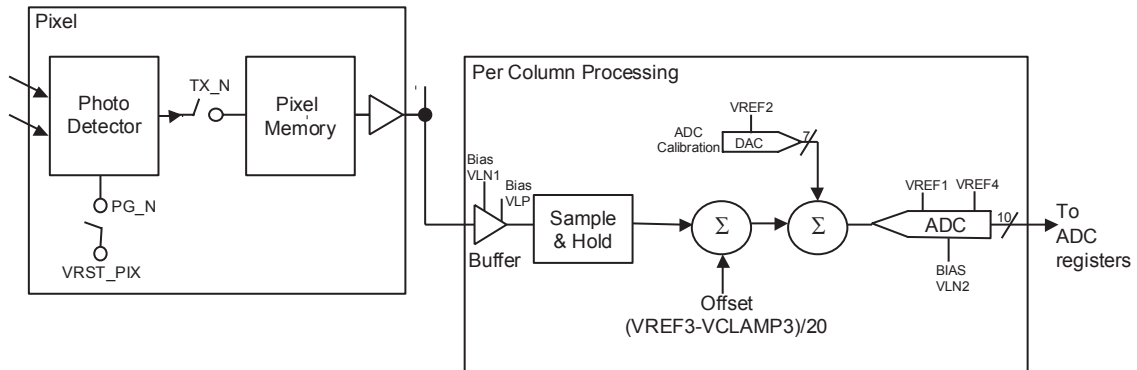 Pixel
Photo
Detector
TX_N
Pixel
Memory
PG_N
VRST_PIX
Per Column Processing
VREF2
ADC
Calibration
DAC
7
Bias
VLN1
Bias
VLP
Buffer
Sample
& Hold
Σ
Σ
Offset
(VREF3-VCLAMP3)/20
VREF1
VREF4
ADC
10
BIAS
VLN2
To
ADC
registers